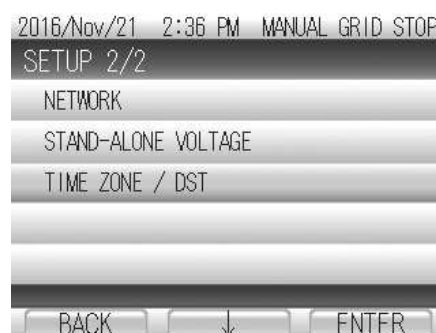 2016/Nov/21 2:36 PM MANUAL GRID STOP
SETUP 2/2
NETWORK
STAND-ALONE VOLTAGE
TIME ZONE / DST
BACK ↓ ENTER